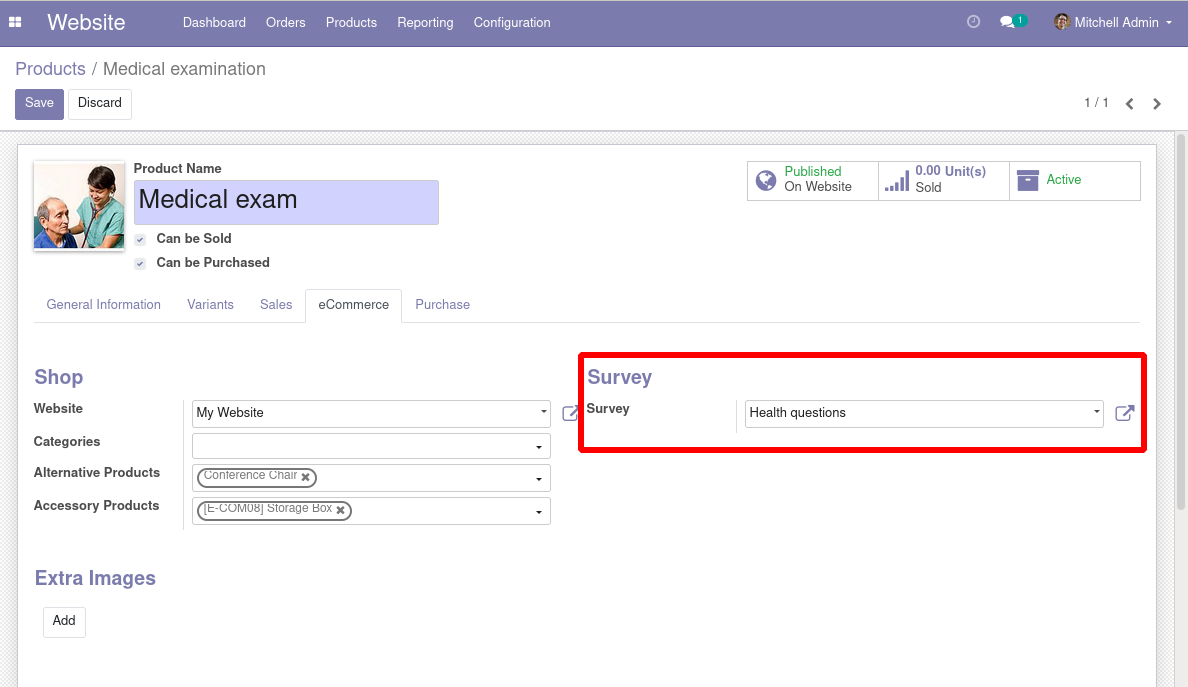 Website Dashboard Orders Products Reporting Configuration 1 Mitchell Admin
Products / Medical examination
Save Discard 1 / 1
Product Name
Medical exam
Published
On Website
0.00 Unit(s)
Sold
Active
Can be Sold
Can be Purchased
General Information Variants Sales eCommerce Purchase
Shop
Website My Website
Categories
Alternative Products Conference Chair
Accessory Products [E-COM08] Storage Box
Survey
Survey Health questions
Extra Images
Add